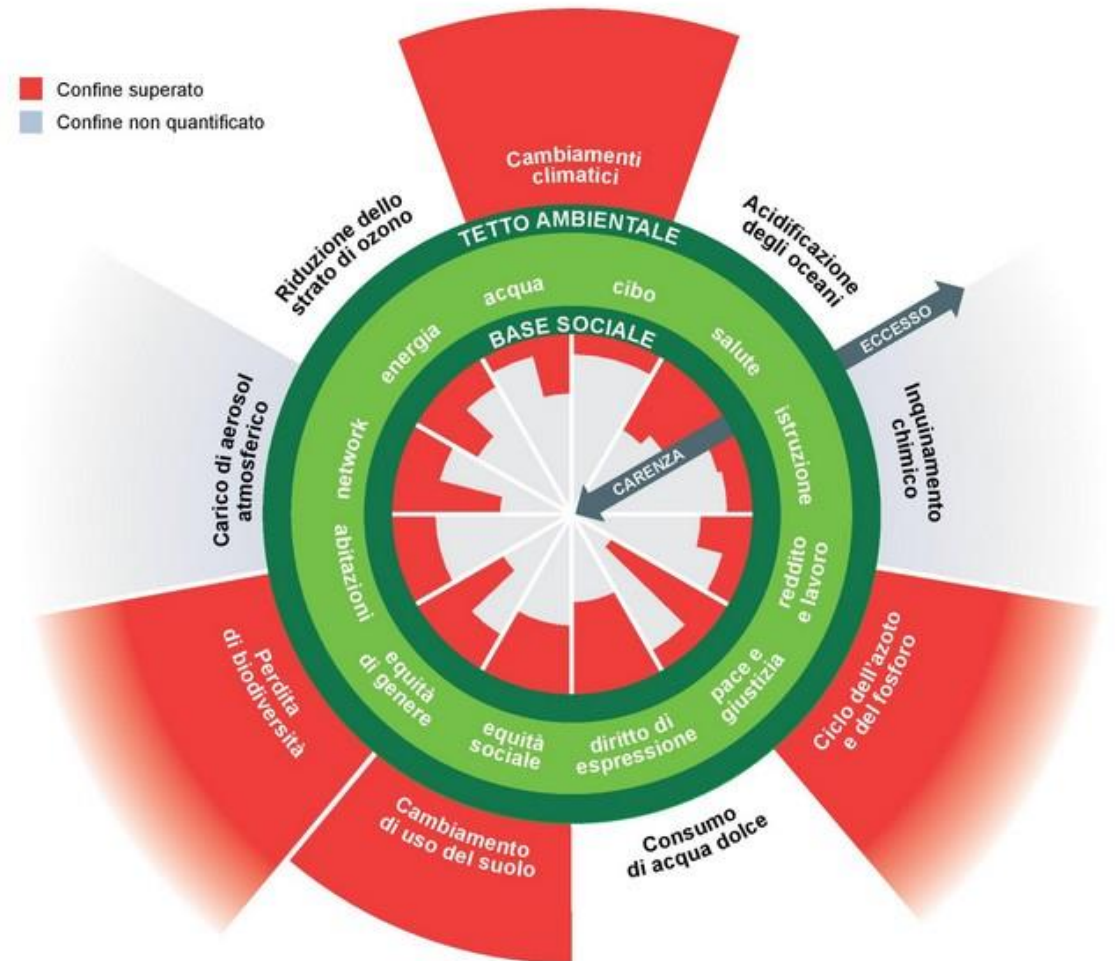 Confine superato
Confine non quantificato
Cambiamenti
climatici
Acidificazione
degli oceani
ECCESSO
Inquinamento
chimico
Ciclo dell'azoto
e del fosforo
Consumo
di acqua dolce
Cambiamento
di uso del suolo
Perdita
di biodiversità
Carico di aerosol
atmosferico
Riduzione dello
strato di ozono
TETTO AMBIENTALE
acqua
cibo
salute
istruzione
reddito
e lavoro
pace e
giustizia
diritto di
espressione
equità
sociale
equità
di genere
abitazioni
network
energia
BASE SOCIALE
CARENZA